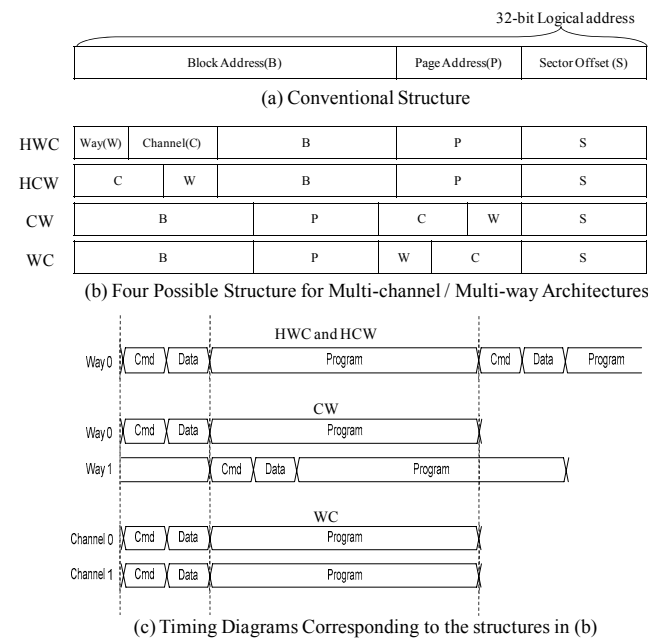 32-bit Logical address
Block Address(B) Page Address(P) Sector Offset (S)
(a) Conventional Structure
HWC Way(W) Channel(C) B P S
HCW C W B P S
CW B P C W S
WC B P W C S
(b) Four Possible Structure for Multi-channel / Multi-way Architectures
HWC and HCW
Way 0 Cmd Data Program Cmd Data Program
CW
Way 0 Cmd Data Program
Way 1 Cmd Data Program
WC
Channel 0 Cmd Data Program
Channel 1 Cmd Data Program
(c) Timing Diagrams Corresponding to the structures in (b)